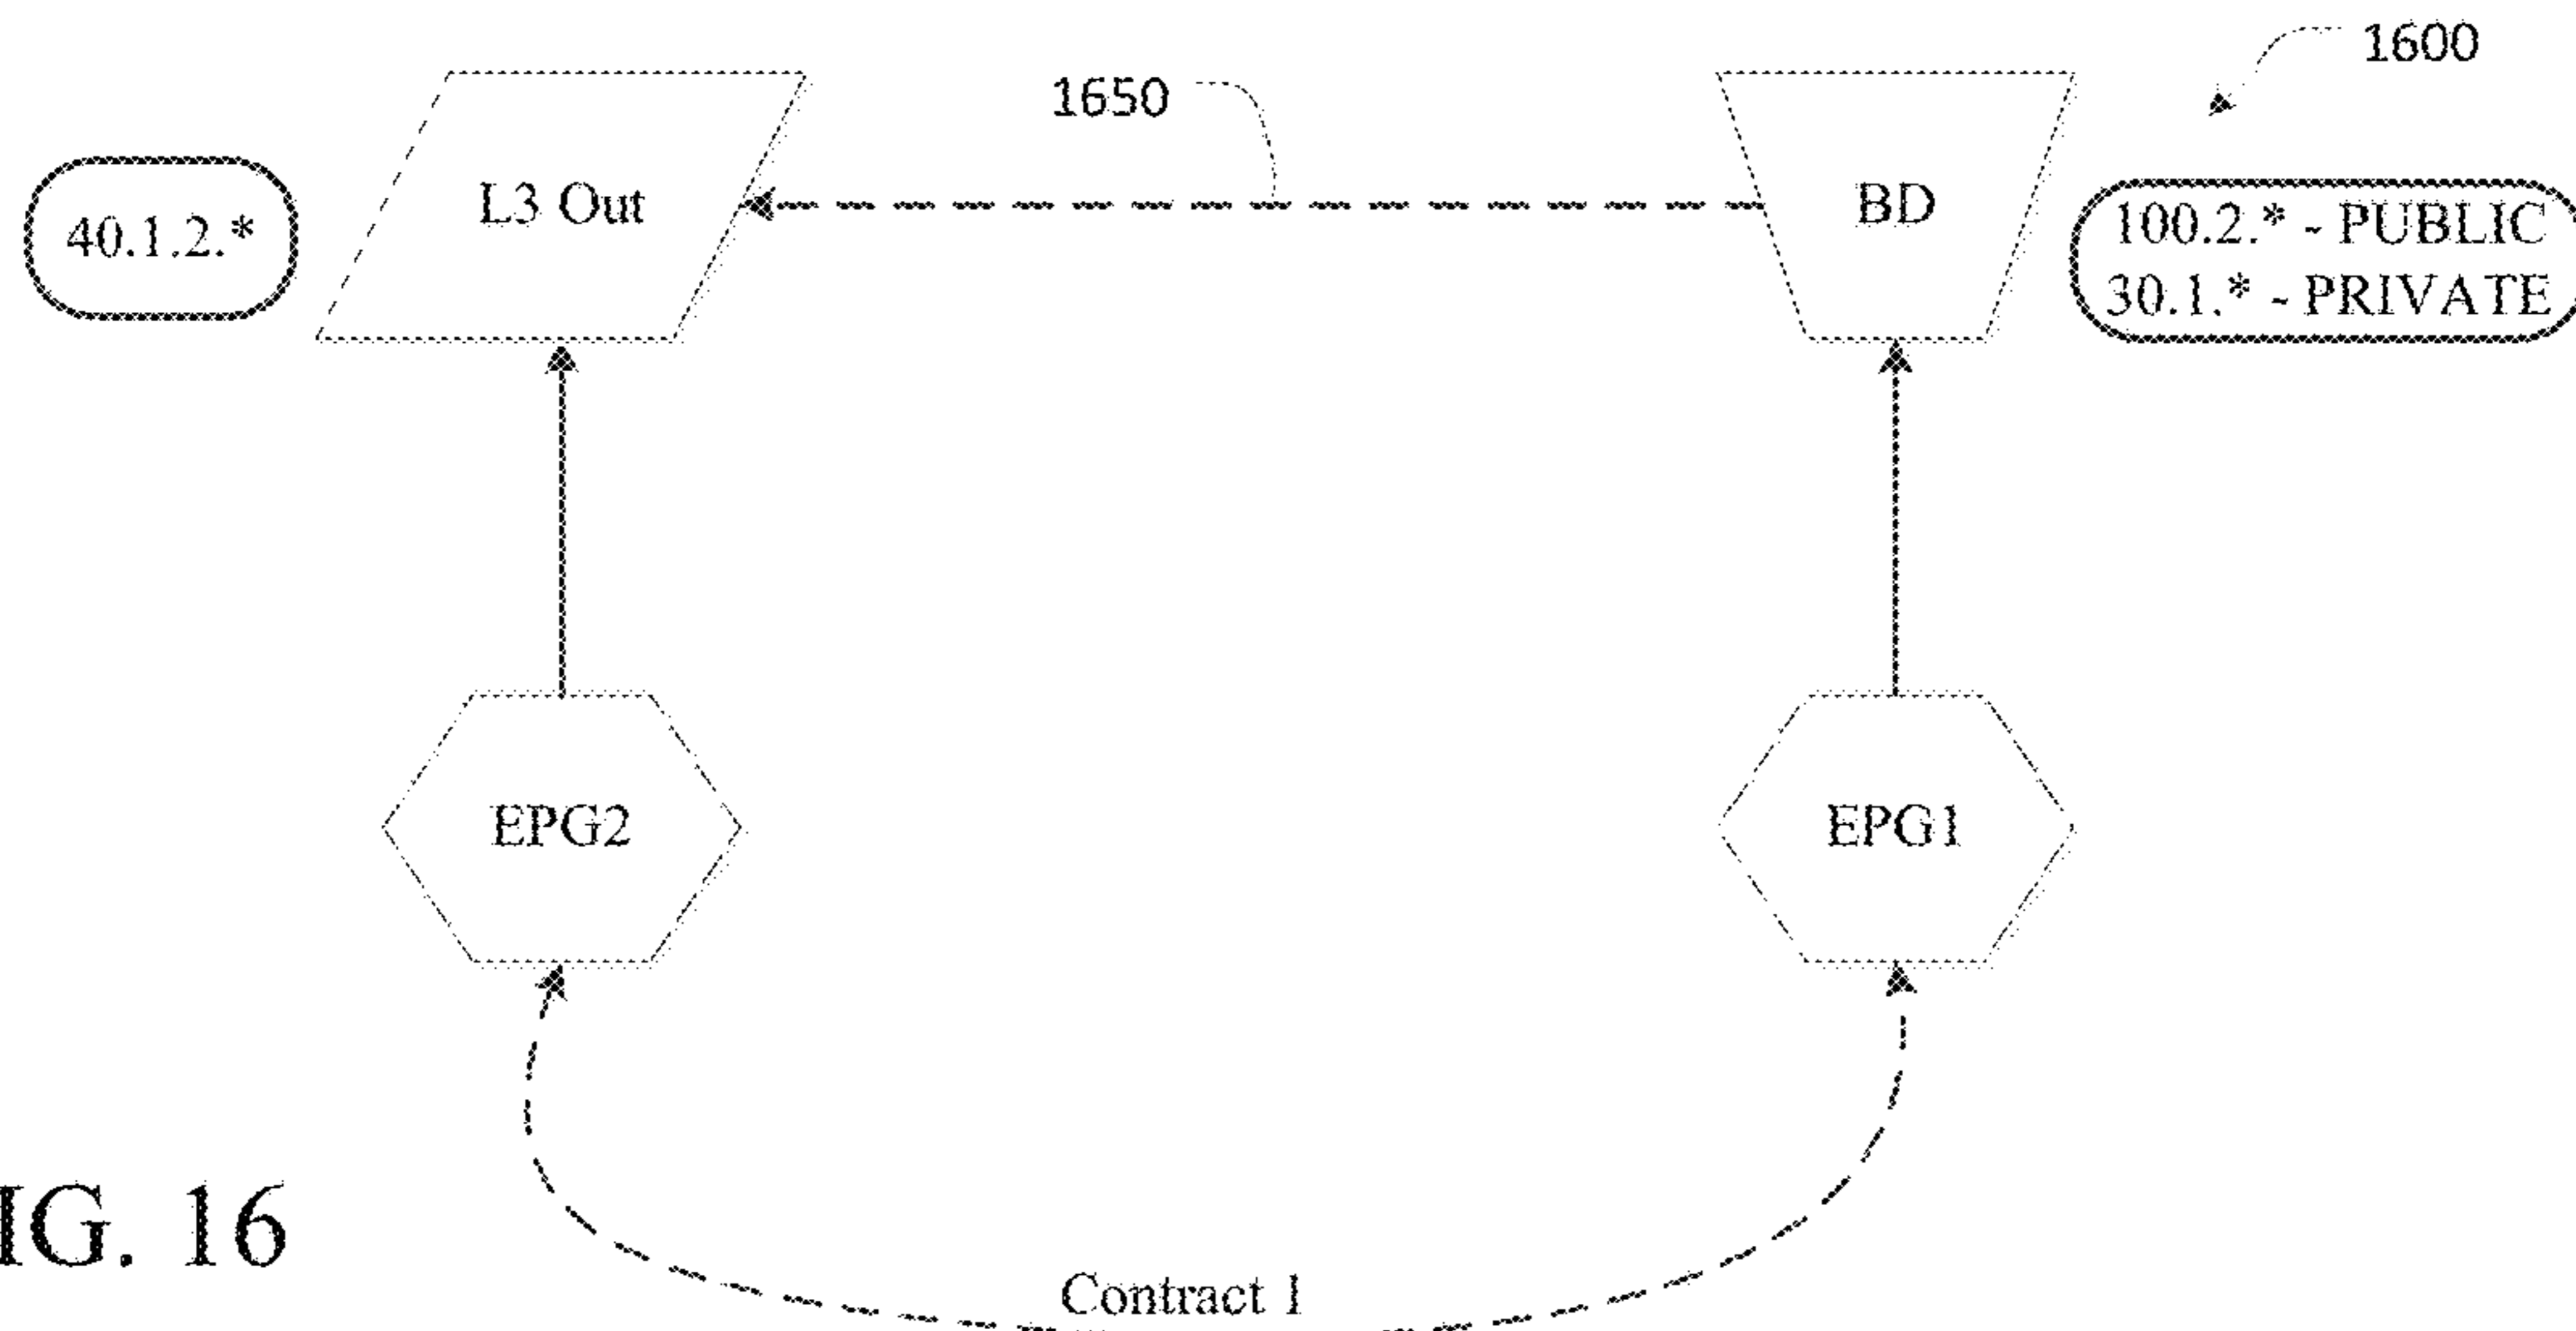 1600
1650
L3 Out
BD
40.1.2.*
100.2.* - PUBLIC
30.1.* - PRIVATE
EPG2
EPG1
IG. 16
Contract 1